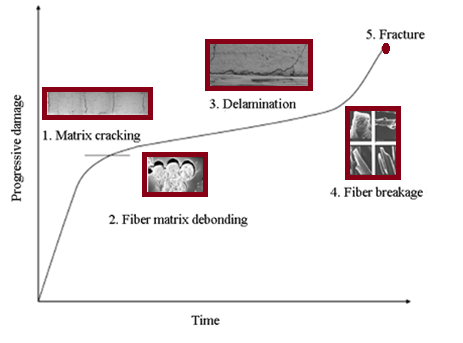 5. Fracture
3. Delamination
1. Matrix cracking
4. Fiber breakage
2. Fiber matrix debonding
Progressive damage
Time